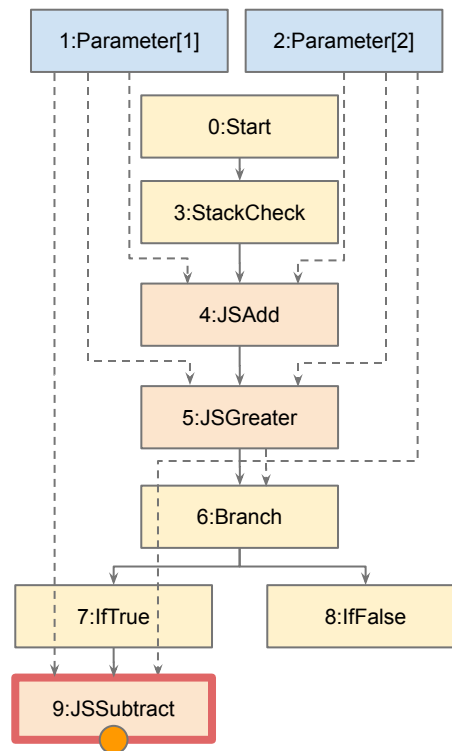 1:Parameter[1]
2:Parameter[2]
0:Start
3:StackCheck
4:JSAdd
5:JSGreater
6:Branch
7:IfTrue
8:IfFalse
9:JSSubtract